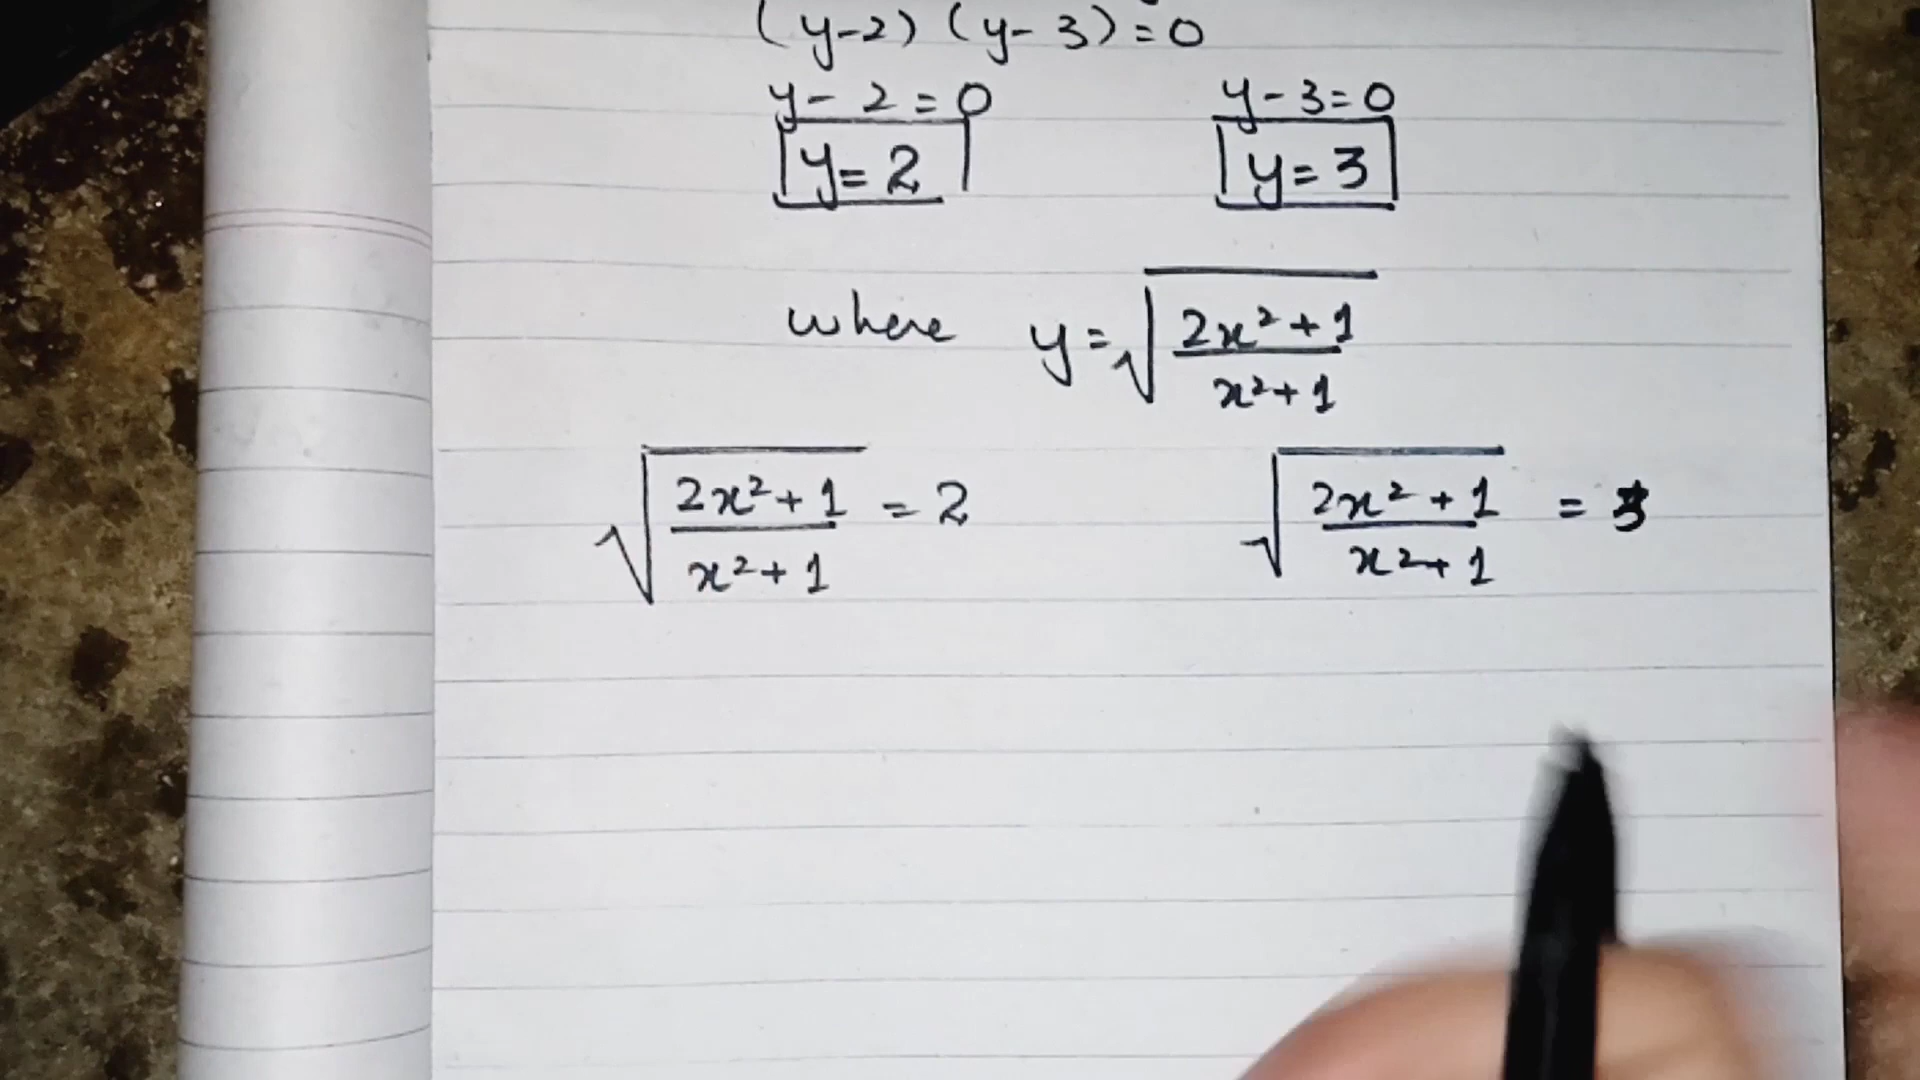 (y-2) (y-3) = 0
y - 2 = 0 y - 3 = 0
y = 2 y = 3
where y = √((2x² + 1)/(x² + 1))
√((2x² + 1)/(x² + 1)) = 2 √((2x² + 1)/(x² + 1)) = 3